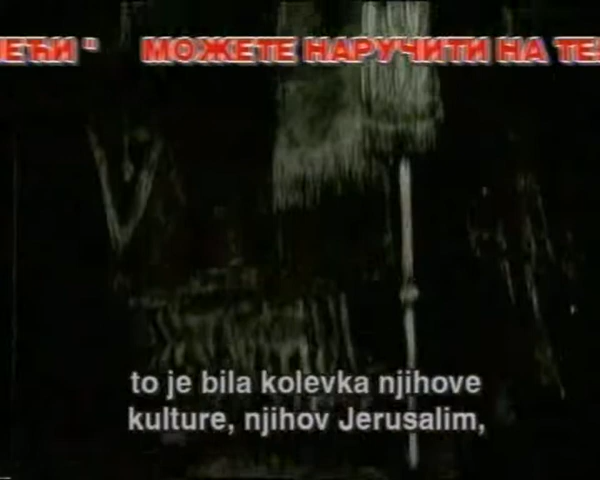 ЕЋИ " МОЖЕТЕ НАРУЧИТИ НА ТЕ
to je bila kolevka njihove
kulture, njihov Jerusalim,